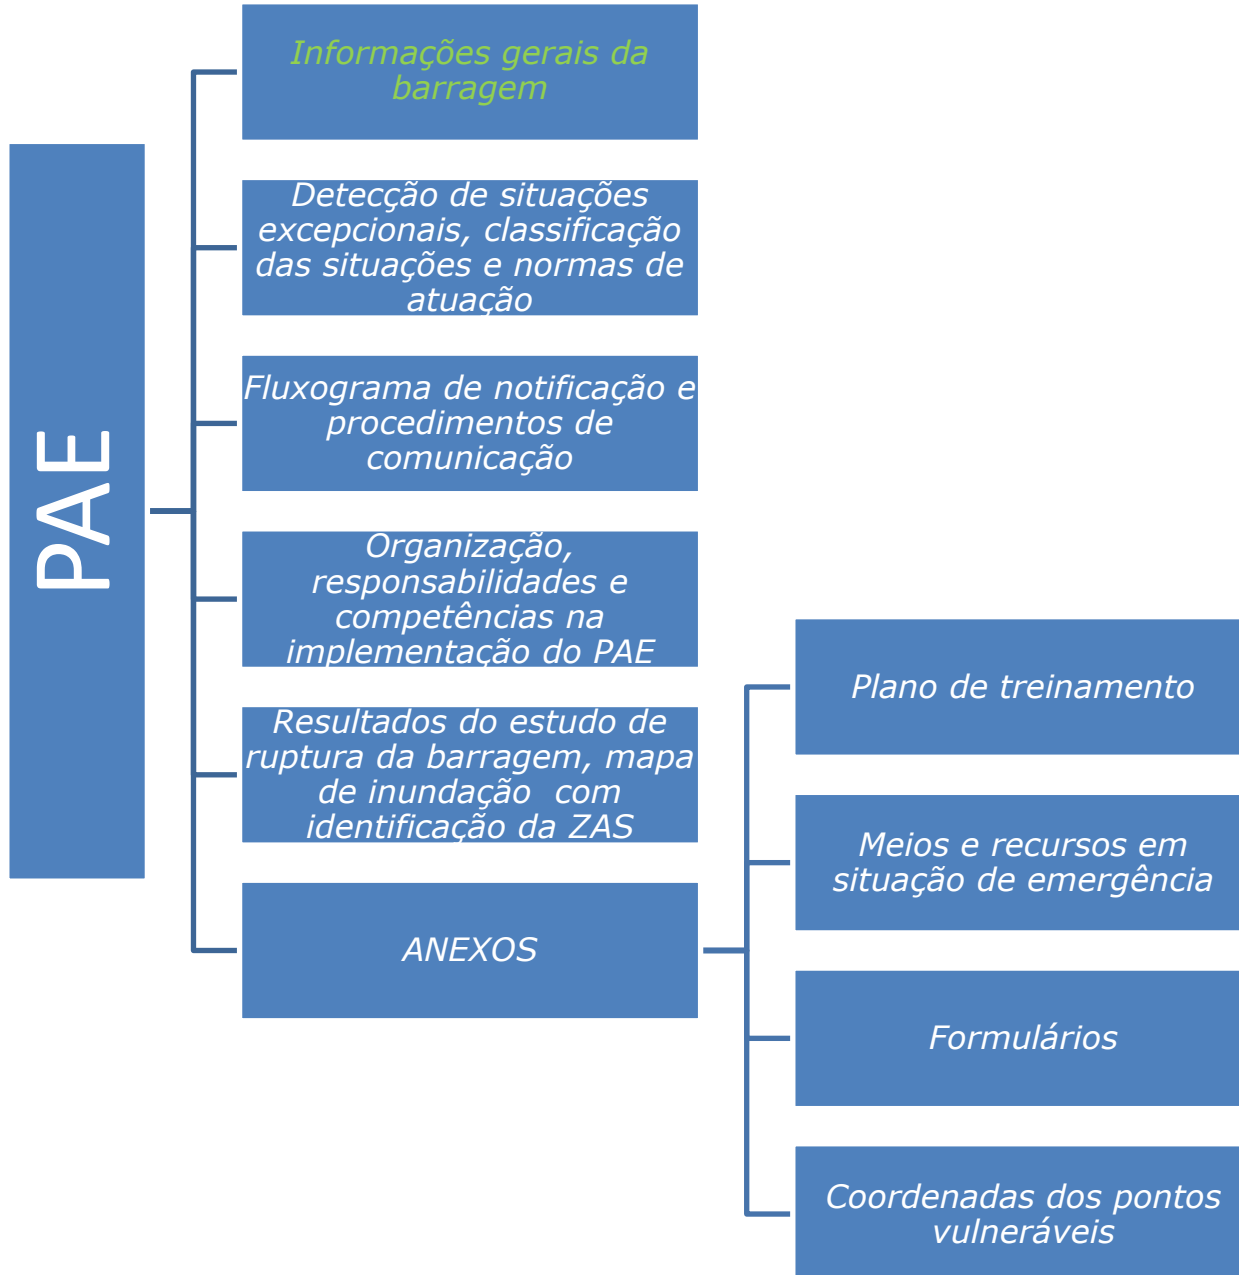 PAE
Informações gerais da
barragem
Detecção de situações
excepcionais, classificação
das situações e normas de
atuação
Fluxograma de notificação e
procedimentos de
comunicação
Organização,
responsabilidades e
competências na
implementação do PAE
Resultados do estudo de
ruptura da barragem, mapa
de inundação com
identificação da ZAS
ANEXOS
Plano de treinamento
Meios e recursos em
situação de emergência
Formulários
Coordenadas dos pontos
vulneráveis